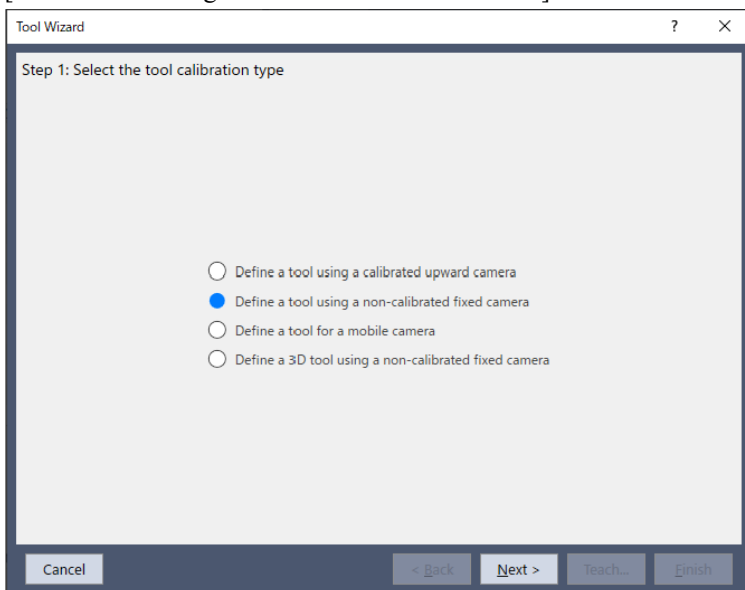 Tool Wizard ? ×
Step 1: Select the tool calibration type
Define a tool using a calibrated upward camera
Define a tool using a non-calibrated fixed camera
Define a tool for a mobile camera
Define a 3D tool using a non-calibrated fixed camera
Cancel < Back Next > Teach... Finish